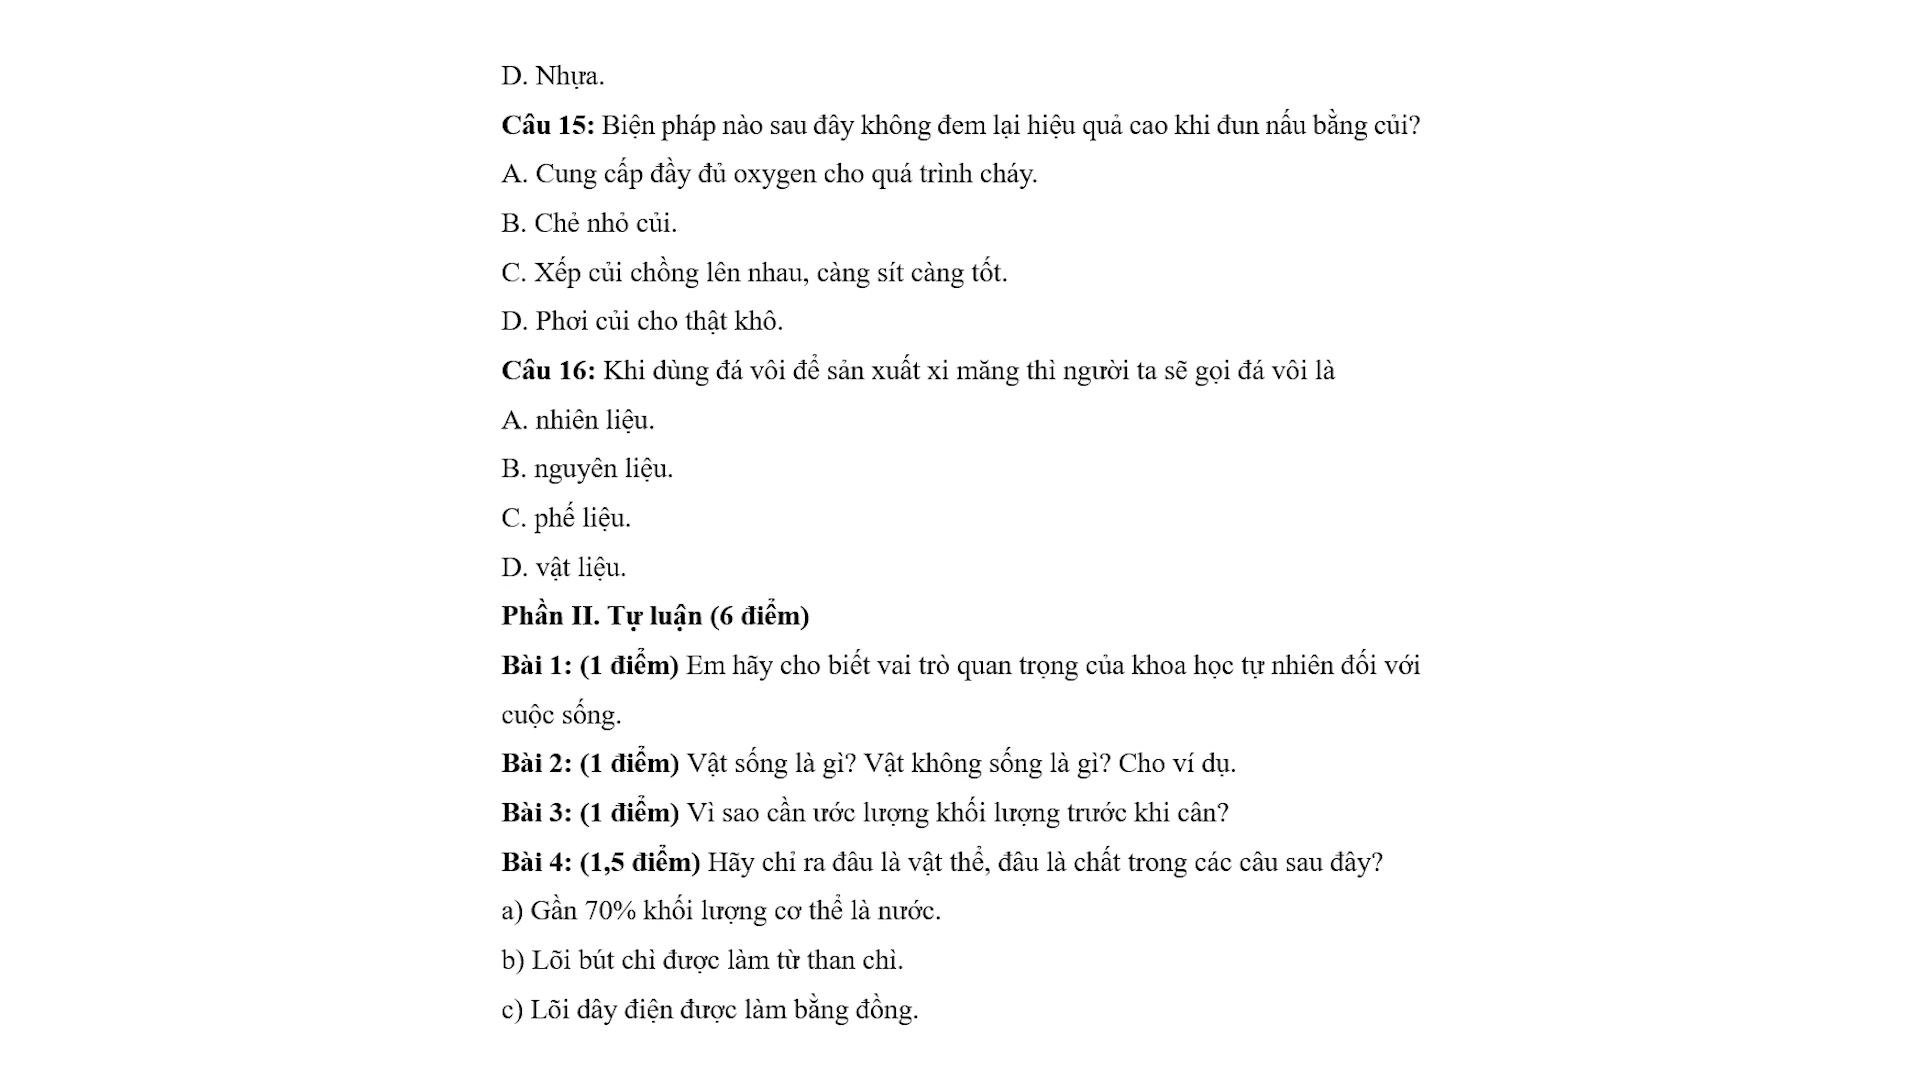 D. Nhựa.
Câu 15: Biện pháp nào sau đây không đem lại hiệu quả cao khi đun nấu bằng củi?
A. Cung cấp đầy đủ oxygen cho quá trình cháy.
B. Chẻ nhỏ củi.
C. Xếp củi chồng lên nhau, càng sít càng tốt.
D. Phơi củi cho thật khô.
Câu 16: Khi dùng đá vôi để sản xuất xi măng thì người ta sẽ gọi đá vôi là
A. nhiên liệu.
B. nguyên liệu.
C. phế liệu.
D. vật liệu.
Phần II. Tự luận (6 điểm)
Bài 1: (1 điểm) Em hãy cho biết vai trò quan trọng của khoa học tự nhiên đối với
cuộc sống.
Bài 2: (1 điểm) Vật sống là gì? Vật không sống là gì? Cho ví dụ.
Bài 3: (1 điểm) Vì sao cần ước lượng khối lượng trước khi cân?
Bài 4: (1,5 điểm) Hãy chỉ ra đâu là vật thể, đâu là chất trong các câu sau đây?
a) Gần 70% khối lượng cơ thể là nước.
b) Lõi bút chì được làm từ than chì.
c) Lõi dây điện được làm bằng đồng.